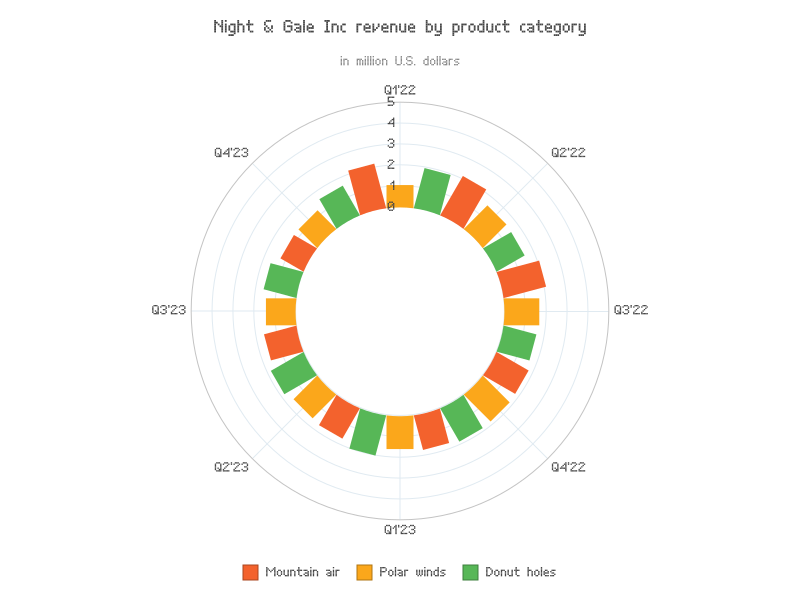 Night & Gale Inc revenue by product category
in million U.S. dollars
Q1'22
5
4
3
2
1
0
Q4'23
Q2'22
Q3'23
Q3'22
Q2'23
Q4'22
Q1'23
Mountain air
Polar winds
Donut holes